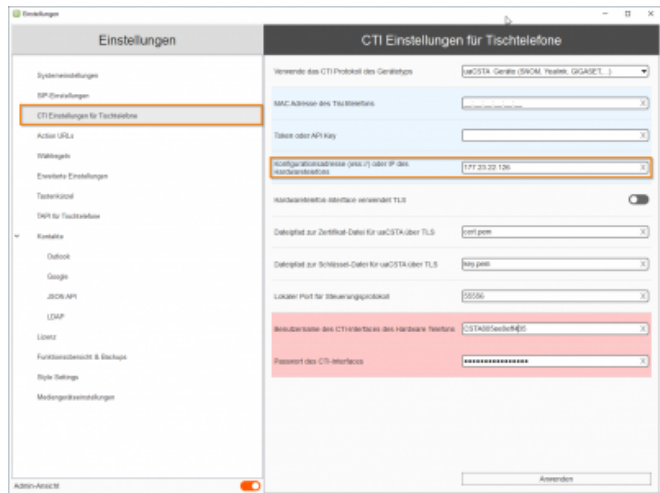 Einstellungen
Einstellungen
CTI Einstellungen für Tischtelefone
Systemeinstellungen
SIP-Einstellungen
CTI Einstellungen für Tischtelefone
Action URLs
Wahlregeln
Erweiterte Einstellungen
Tastenkürzel
TAPI für Tischtelefone
Kontakte
Outlook
Google
JSON API
LDAP
Lizenz
Funktionsübersicht & Backups
Style Settings
Mediengeräteeinstellungen
Admin-Ansicht
Verwende das CTI Protokoll des Gerätetyps
uaCSTA Geräte (SNOM, Yealink, GIGASET,...)
MAC Adresse des Tischtelefons
X
Token oder API Key
X
Konfigurationsadresse (wss://) oder IP des
Hardwaretelefons
177.23.22.126
X
Hardwaretelefon Interface verwendet TLS
Dateipfad zur Zertifikat-Datei für uaCSTA über TLS
cert.pem
X
Dateipfad zur Schlüssel-Datei für uaCSTA über TLS
key.pem
X
Lokaler Port für Steuerungsprotokoll
55556
X
Benutzername des CTI-Interfaces des Hardware Telefons
X
Passwort des CTI-Interfaces
X
Anwenden